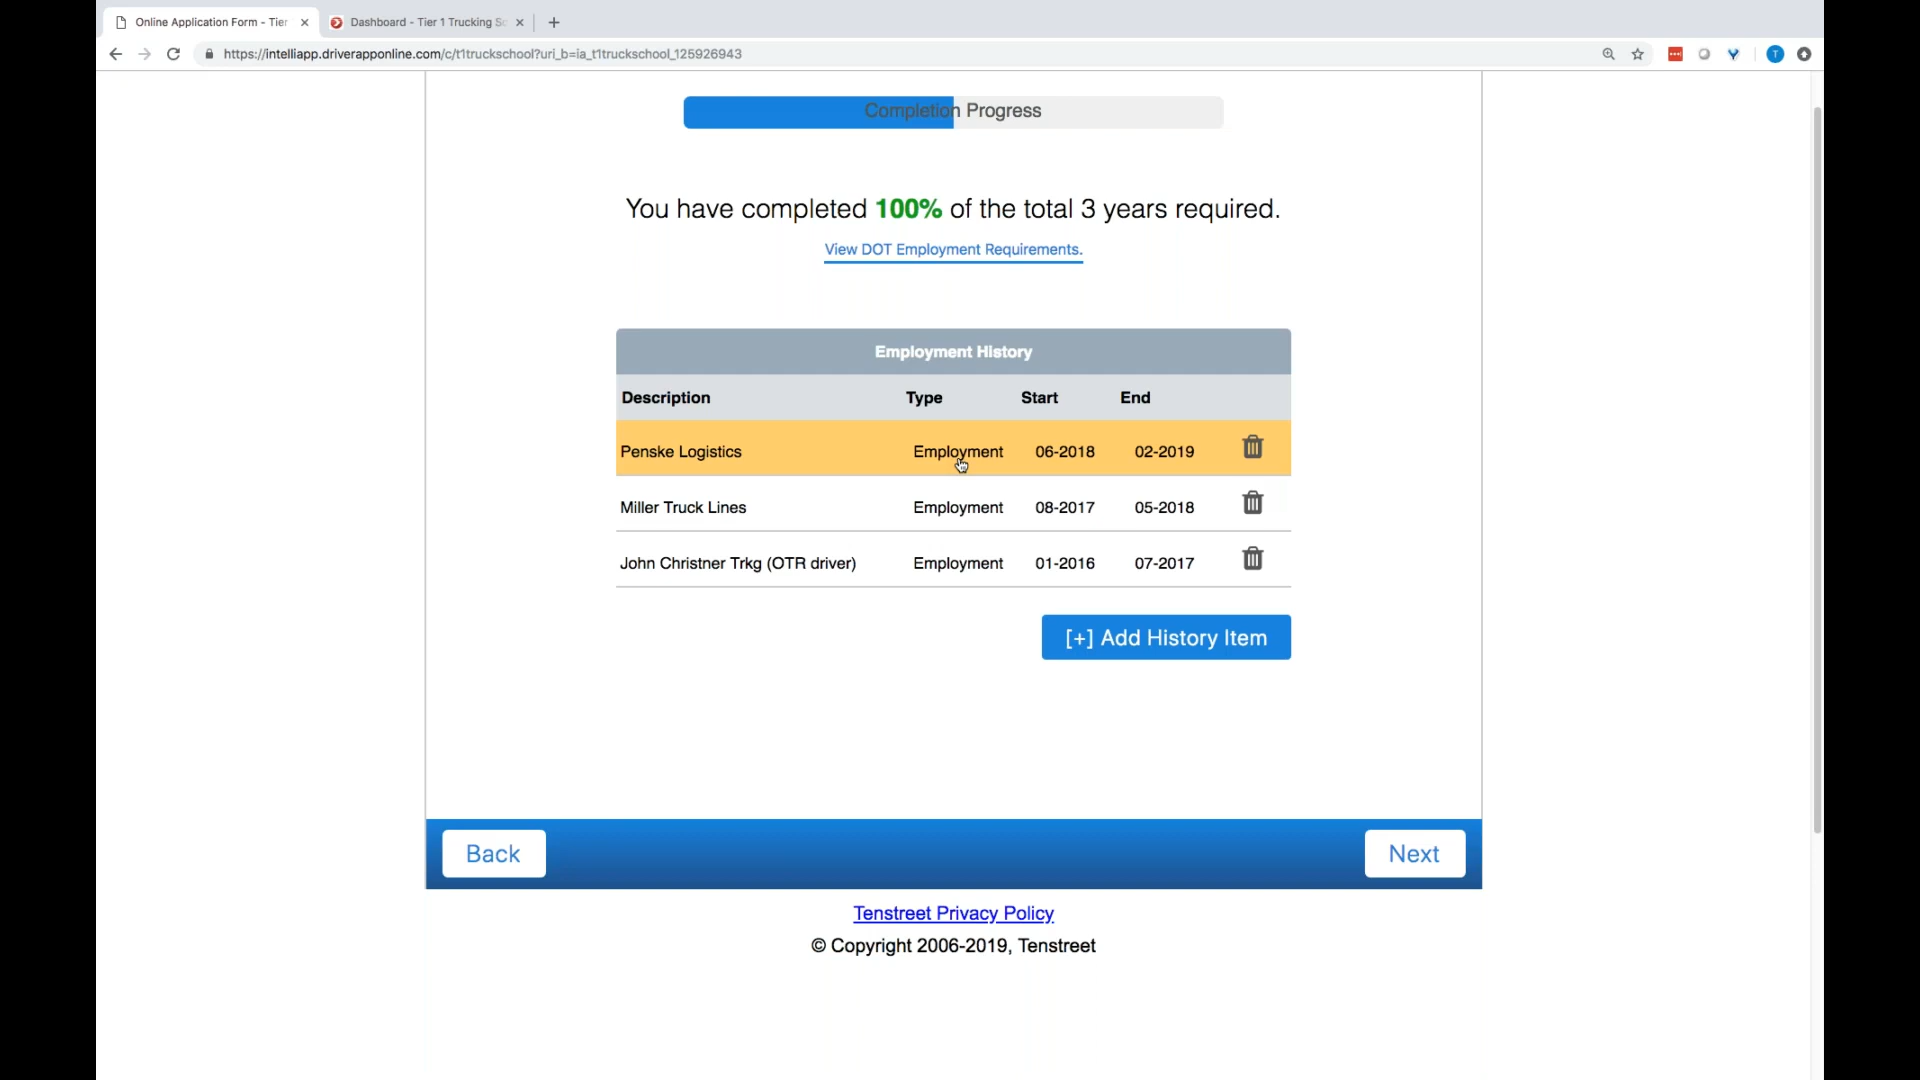 Online Application Form - Tier
Dashboard - Tier 1 Trucking Sc
https://intelliapp.driverapponline.com/c/t1truckschool?uri_b=ia_t1truckschool_125926943
T
Completion Progress
You have completed 100% of the total 3 years required.
View DOT Employment Requirements.
Employment History
Description Type Start End
Penske Logistics Employment 06-2018 02-2019
Miller Truck Lines Employment 08-2017 05-2018
John Christner Trkg (OTR driver) Employment 01-2016 07-2017
[+] Add History Item
Back Next
Tenstreet Privacy Policy
© Copyright 2006-2019, Tenstreet